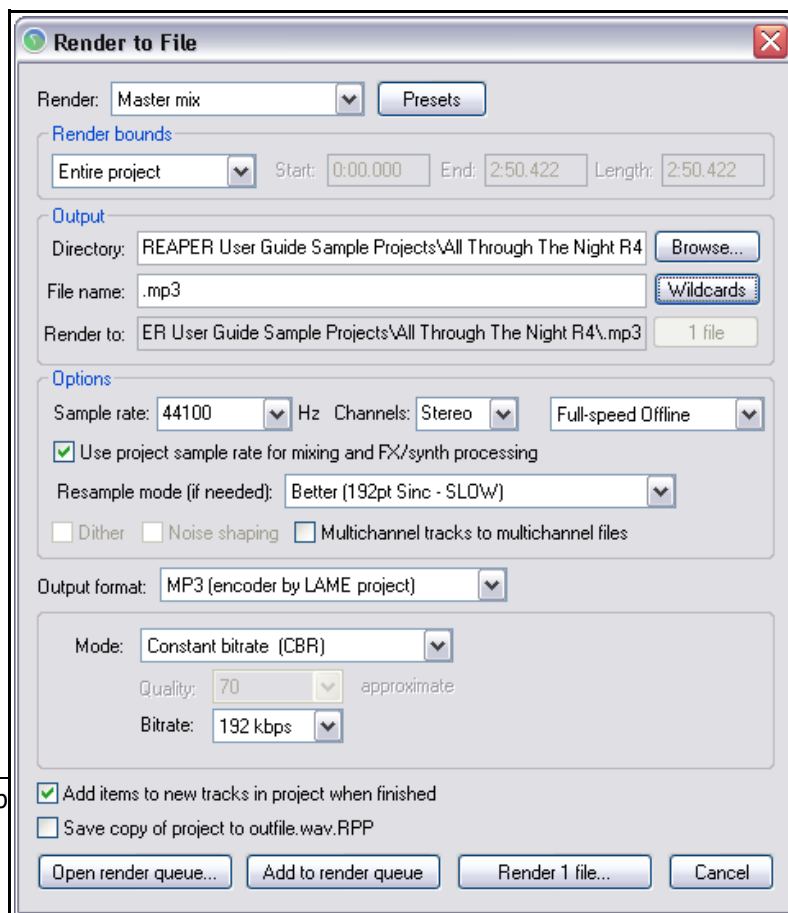 Render to File
Render: Master mix Presets
Render bounds
Entire project Start: 0:00.000 End: 2:50.422 Length: 2:50.422
Output
Directory: REAPER User Guide Sample Projects\All Through The Night R4 Browse...
File name: .mp3 Wildcards
Render to: ER User Guide Sample Projects\All Through The Night R4\.mp3 1 file
Options
Sample rate: 44100 Hz Channels: Stereo Full-speed Offline
Use project sample rate for mixing and FX/synth processing
Resample mode (if needed): Better (192pt Sinc - SLOW)
Dither Noise shaping Multichannel tracks to multichannel files
Output format: MP3 (encoder by LAME project)
Mode: Constant bitrate (CBR)
Quality: 70 approximate
Bitrate: 192 kbps
Add items to new tracks in project when finished
Save copy of project to outfile.wav.RPP
Open render queue... Add to render queue Render 1 file... Cancel